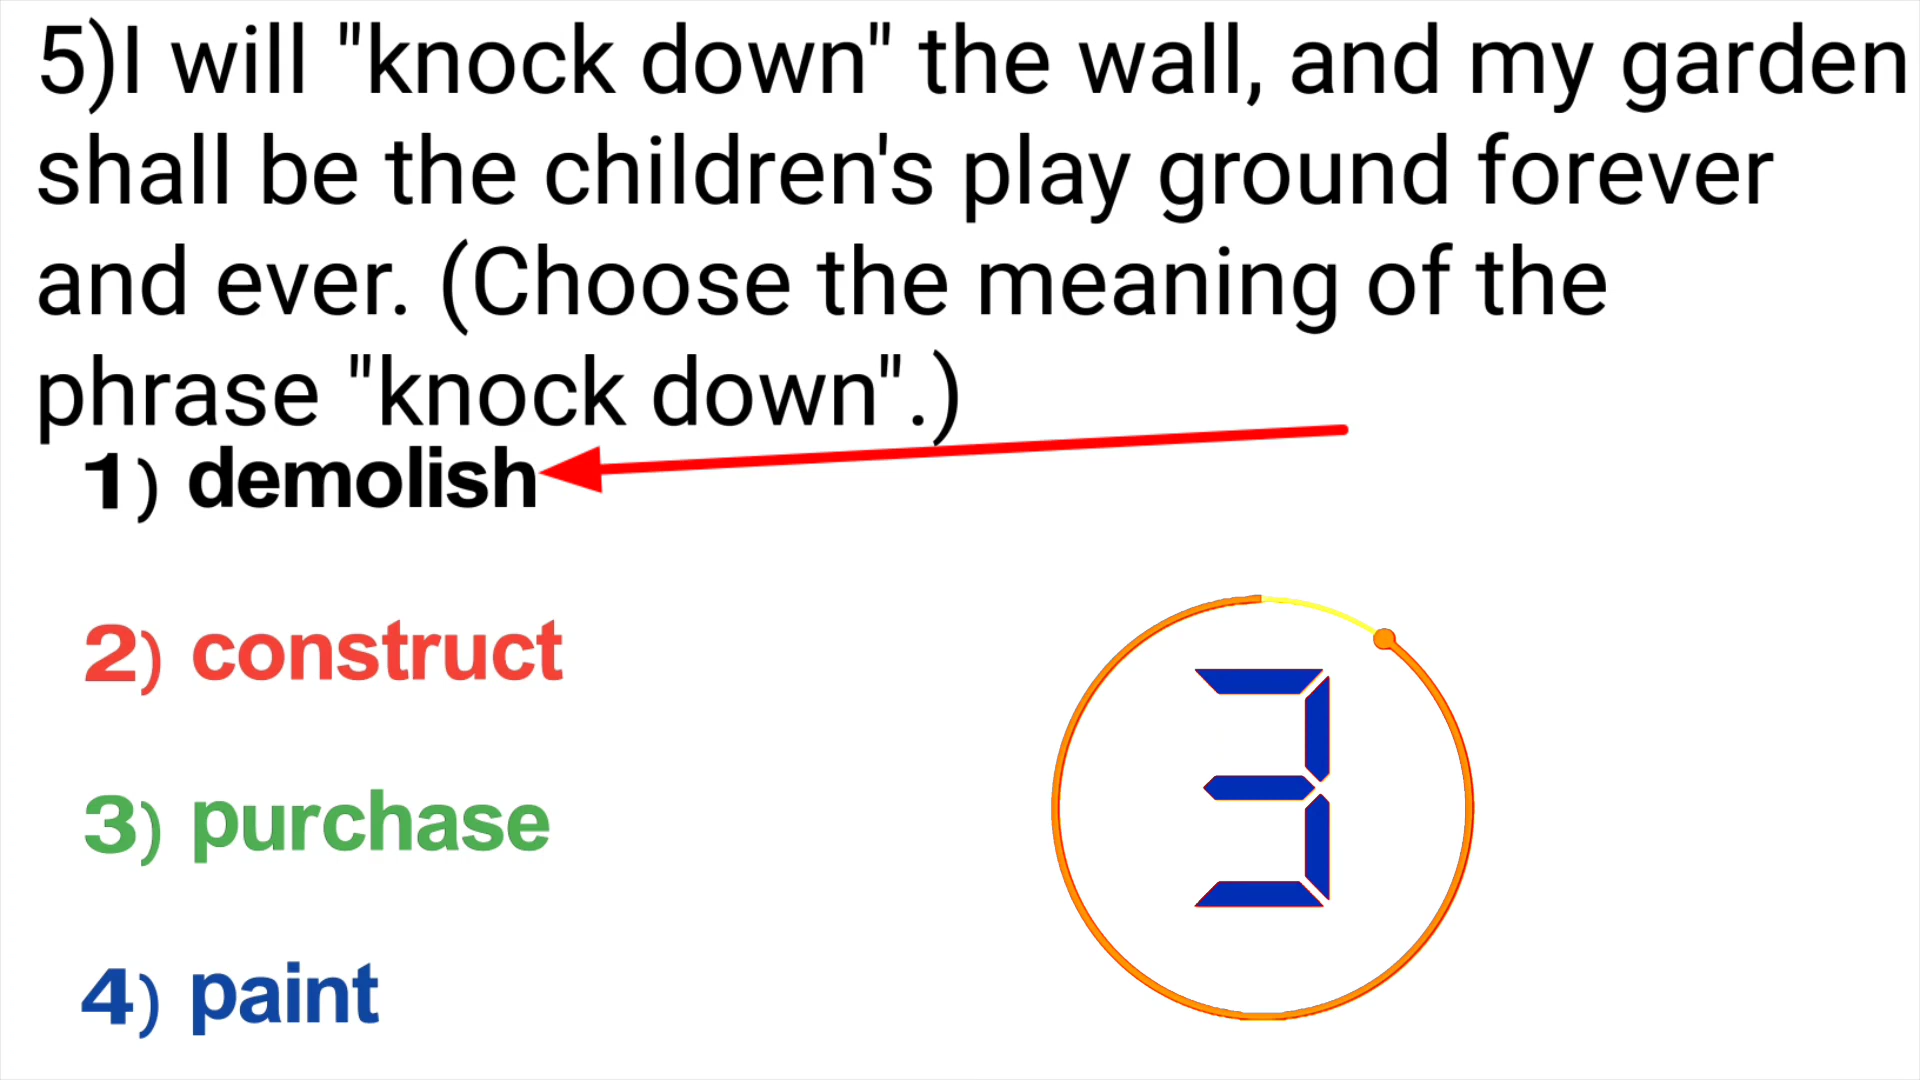 5)I will "knock down" the wall, and my garden
shall be the children's play ground forever
and ever. (Choose the meaning of the
phrase "knock down".)
1) demolish
2) construct
3) purchase
4) paint
3